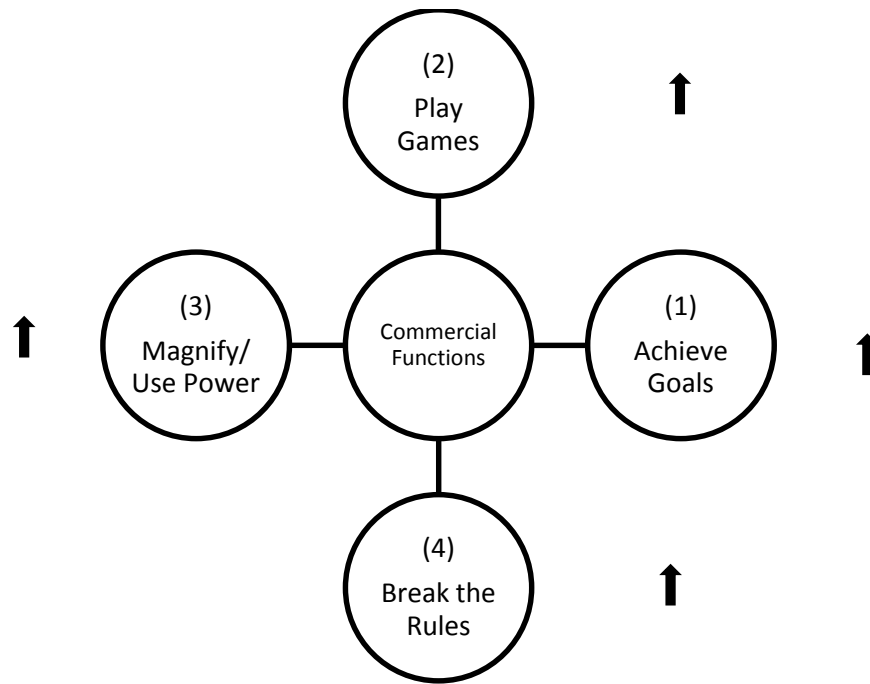 (2)
Play
Games
(3)
Magnify/
Use Power
Commercial
Functions
(1)
Achieve
Goals
(4)
Break the
Rules